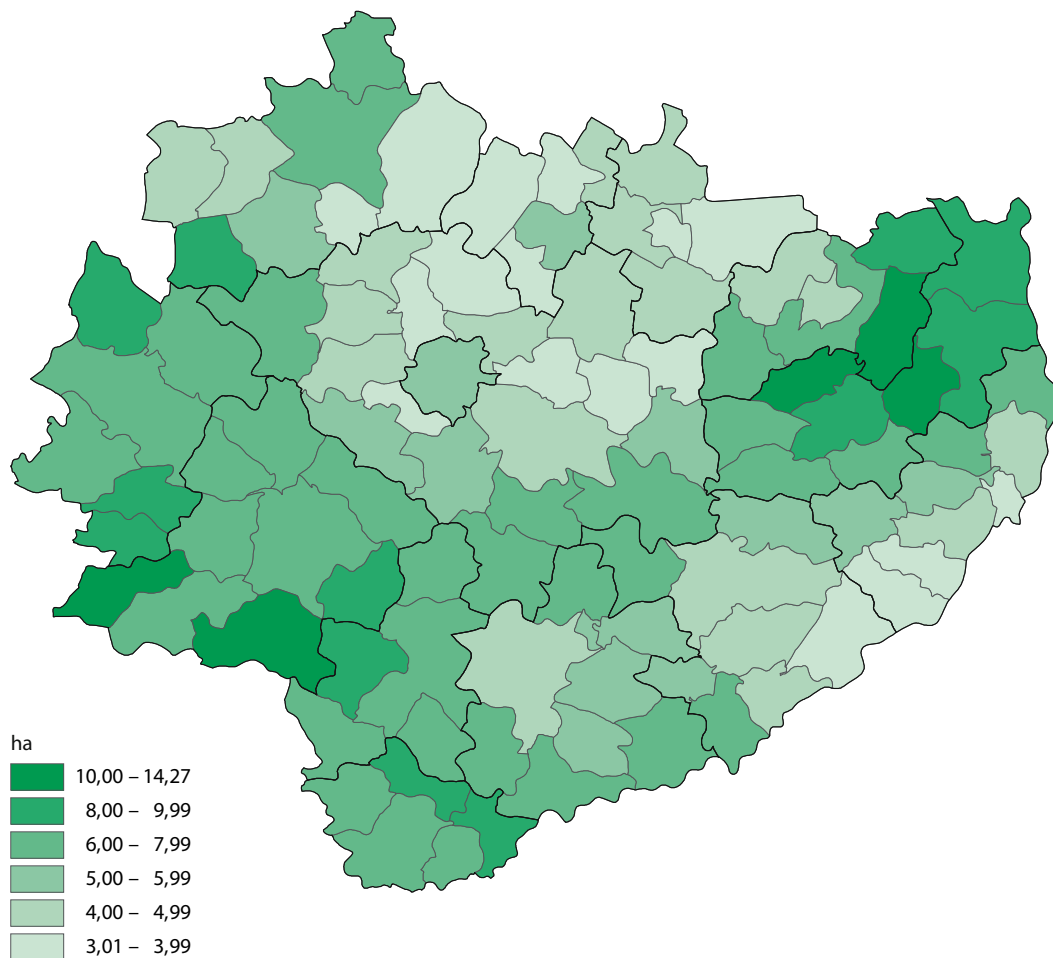 ha
10,00 – 14,27
8,00 – 9,99
6,00 – 7,99
5,00 – 5,99
4,00 – 4,99
3,01 – 3,99